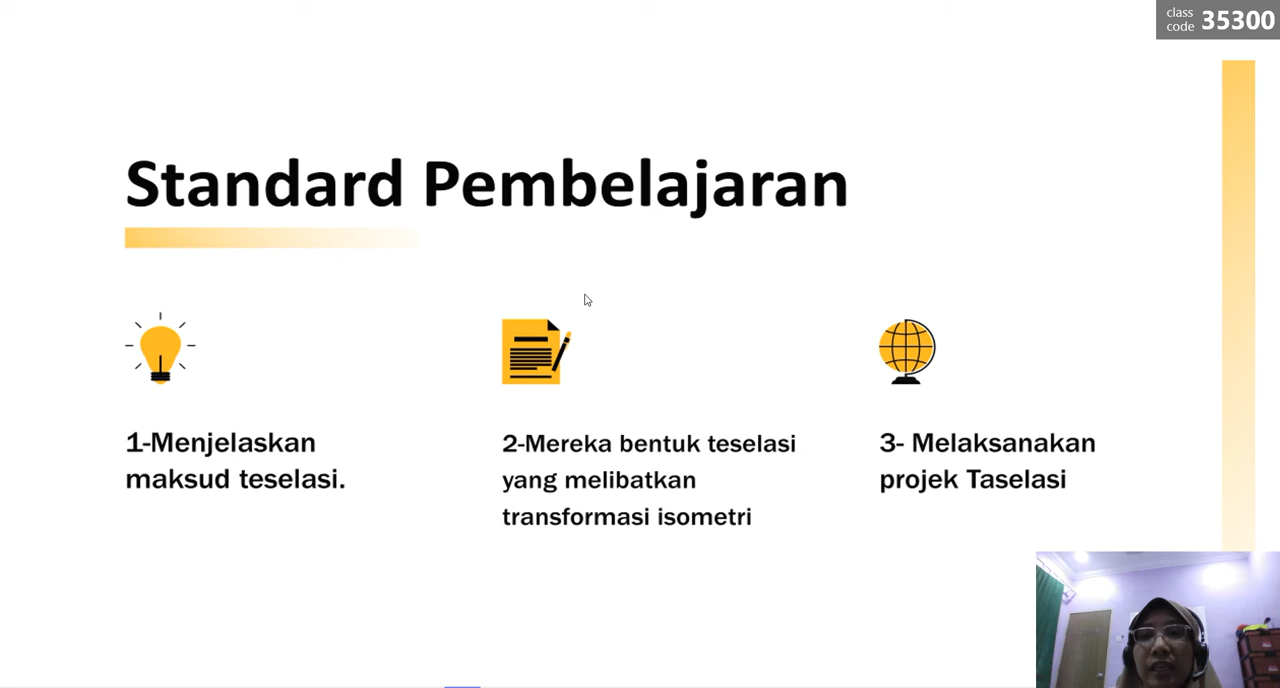 class
code 35300
Standard Pembelajaran
1-Menjelaskan
maksud teselasi.
2-Mereka bentuk teselasi
yang melibatkan
transformasi isometri
3- Melaksanakan
projek Taselasi